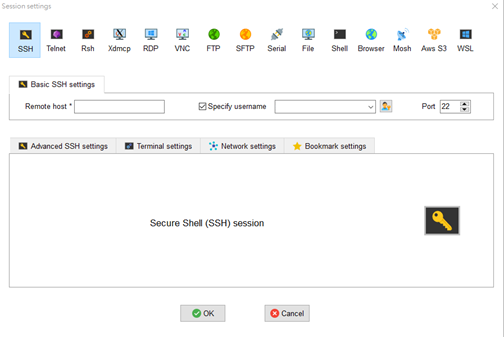 Session settings
SSH Telnet Rsh Xdmcp RDP VNC FTP SFTP Serial File Shell Browser Mosh Aws S3 WSL
Basic SSH settings
Remote host * Specify username Port 22
Advanced SSH settings Terminal settings Network settings Bookmark settings
Secure Shell (SSH) session
OK Cancel